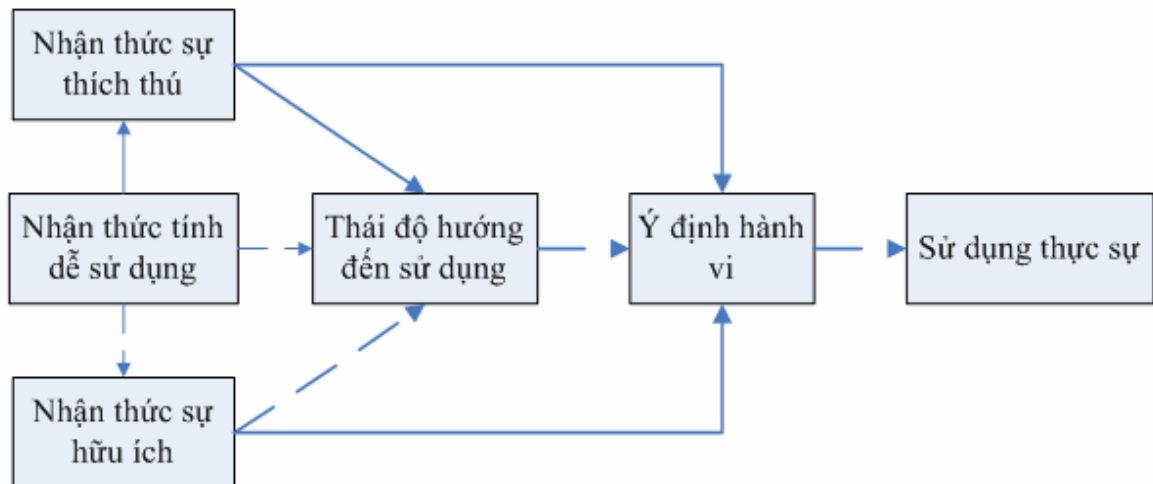 Nhận thức sự
thích thú
Nhận thức tính
dễ sử dụng
Thái độ hướng
đến sử dụng
Ý định hành
vi
Sử dụng thực sự
Nhận thức sự
hữu ích